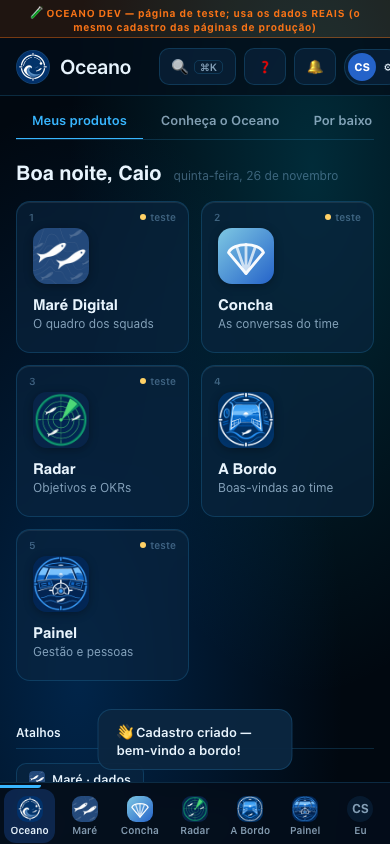 OCEANO DEV — página de teste; usa os dados REAIS (o
mesmo cadastro das páginas de produção)
Oceano
⌘K
?
CS
Meus produtos
Conheça o Oceano
Por baixo
Boa noite, Caio
quinta-feira, 26 de novembro
1
teste
Maré Digital
O quadro dos squads
2
teste
Concha
As conversas do time
3
teste
Radar
Objetivos e OKRs
4
A Bordo
Boas-vindas ao time
5
Painel
Gestão e pessoas
Atalhos
👋 Cadastro criado —
bem-vindo a bordo!
Maré · dados
Oceano
Maré
Concha
Radar
A Bordo
Painel
CS
Eu